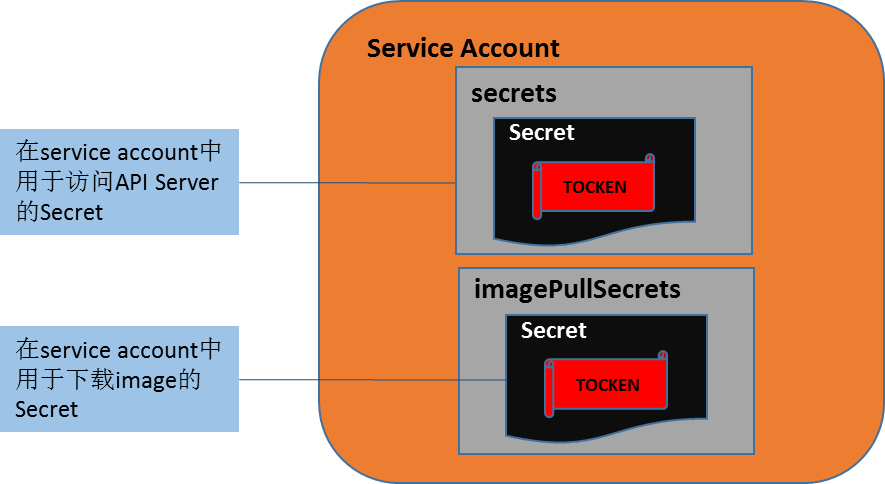 Service Account
secrets
Secret
TOCKEN
在service account中
用于访问API Server
的Secret
imagePullSecrets
Secret
TOCKEN
在service account中
用于下载image的
Secret